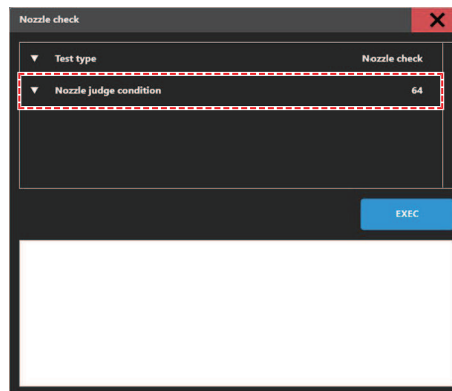 Nozzle check
▼ Test type Nozzle check
▼ Nozzle judge condition 64
EXEC